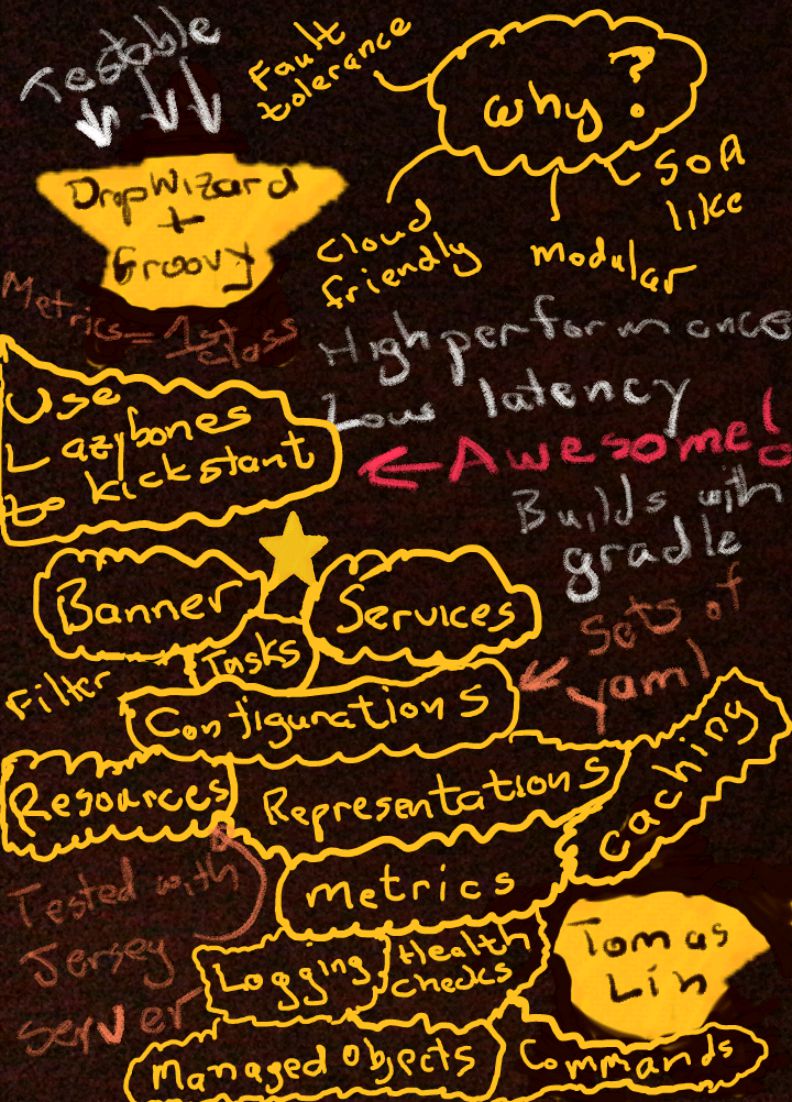 Testable
Fault
tolerance
why?
SOA
like
modular
Cloud
friendly
DropWizard
+
Groovy
Metrics = 1st
class
High performance
Low latency
Use
Lazybones
to kickstart
Awesome!
Builds with
gradle
Banner
Services
Tasks
Sets of
yaml
Filter
Configurations
Caching
Resources
Representations
Metrics
Tested with
Jersey
server
Logging
Health
checks
Tomas
Lin
Managed Objects
Commands